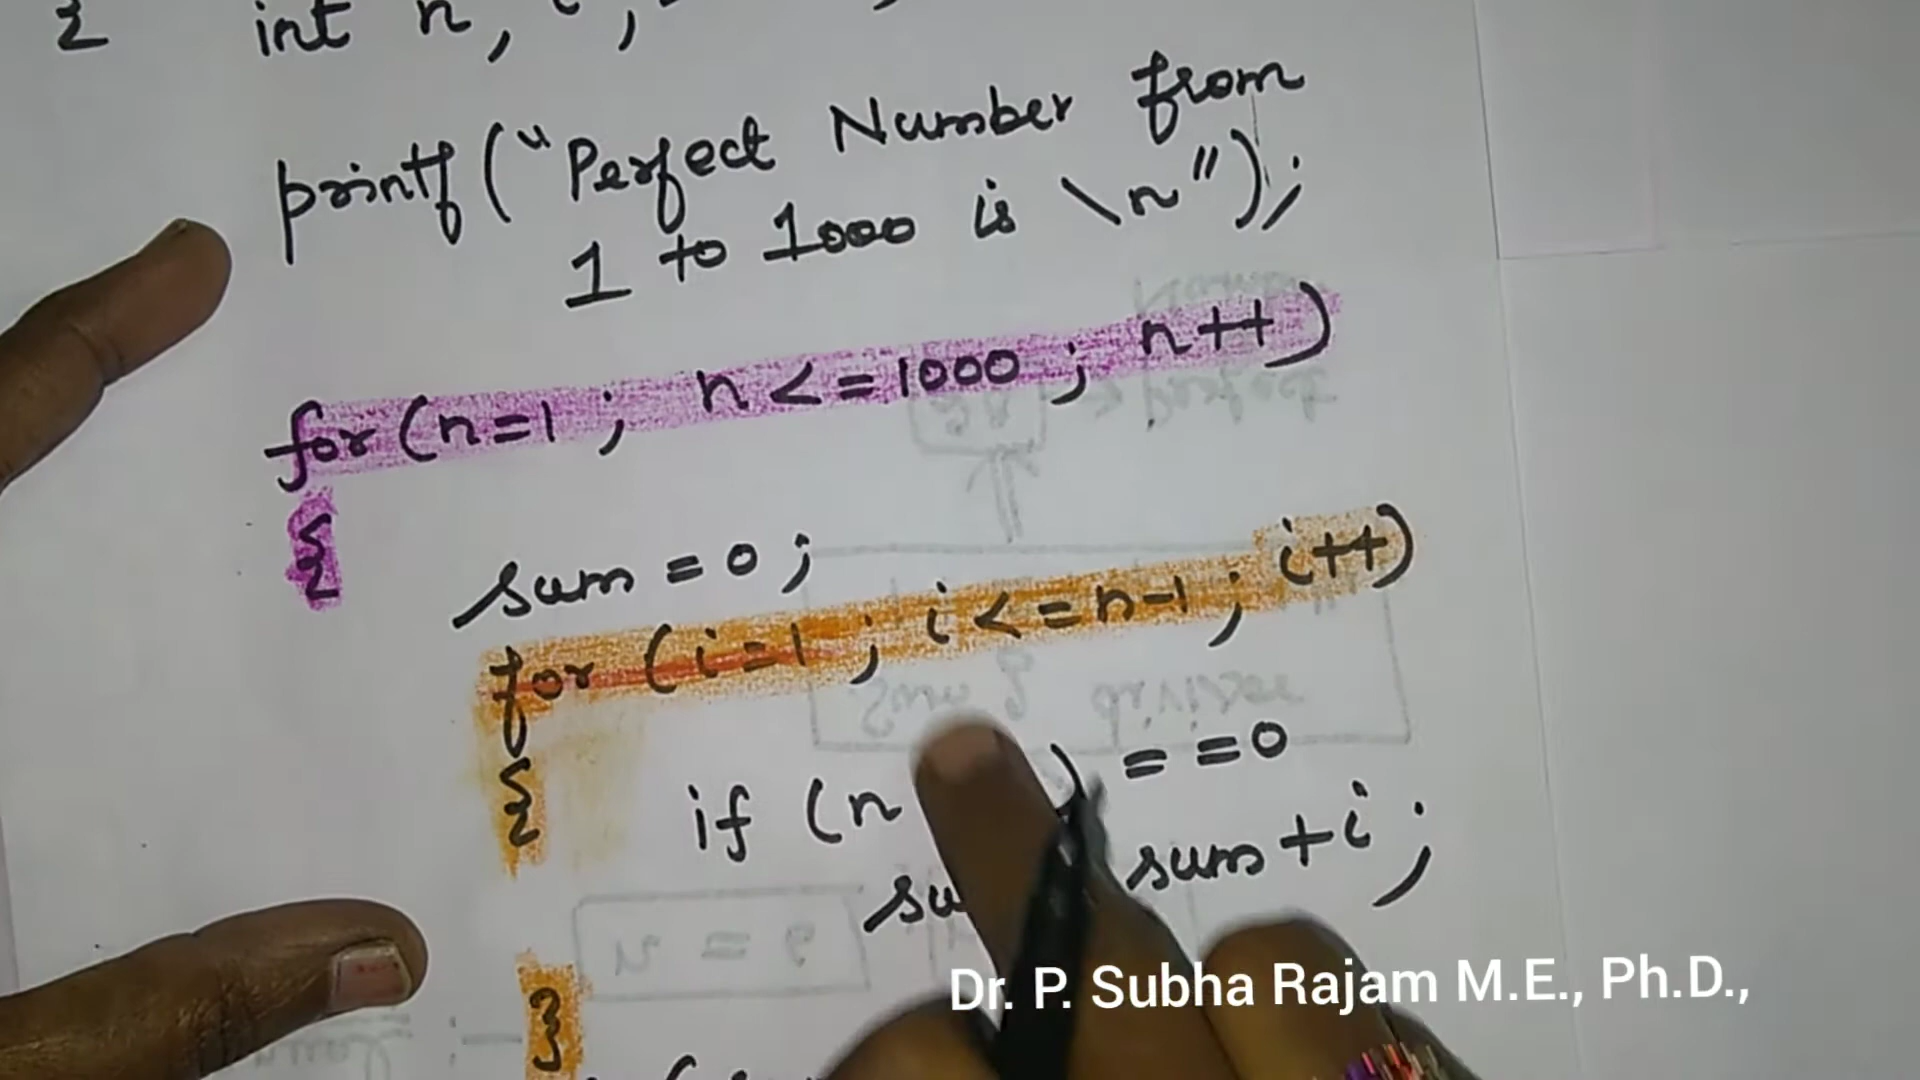 { int n, i,
printf("Perfect Number from
1 to 1000 is \n");
for(n=1; n<=1000; n++)
{
sum=0;
for (i=1; i<=n-1; i++)
{
if (n ) = =0
su sum+i;
}
Dr. P. Subha Rajam M.E., Ph.D.,